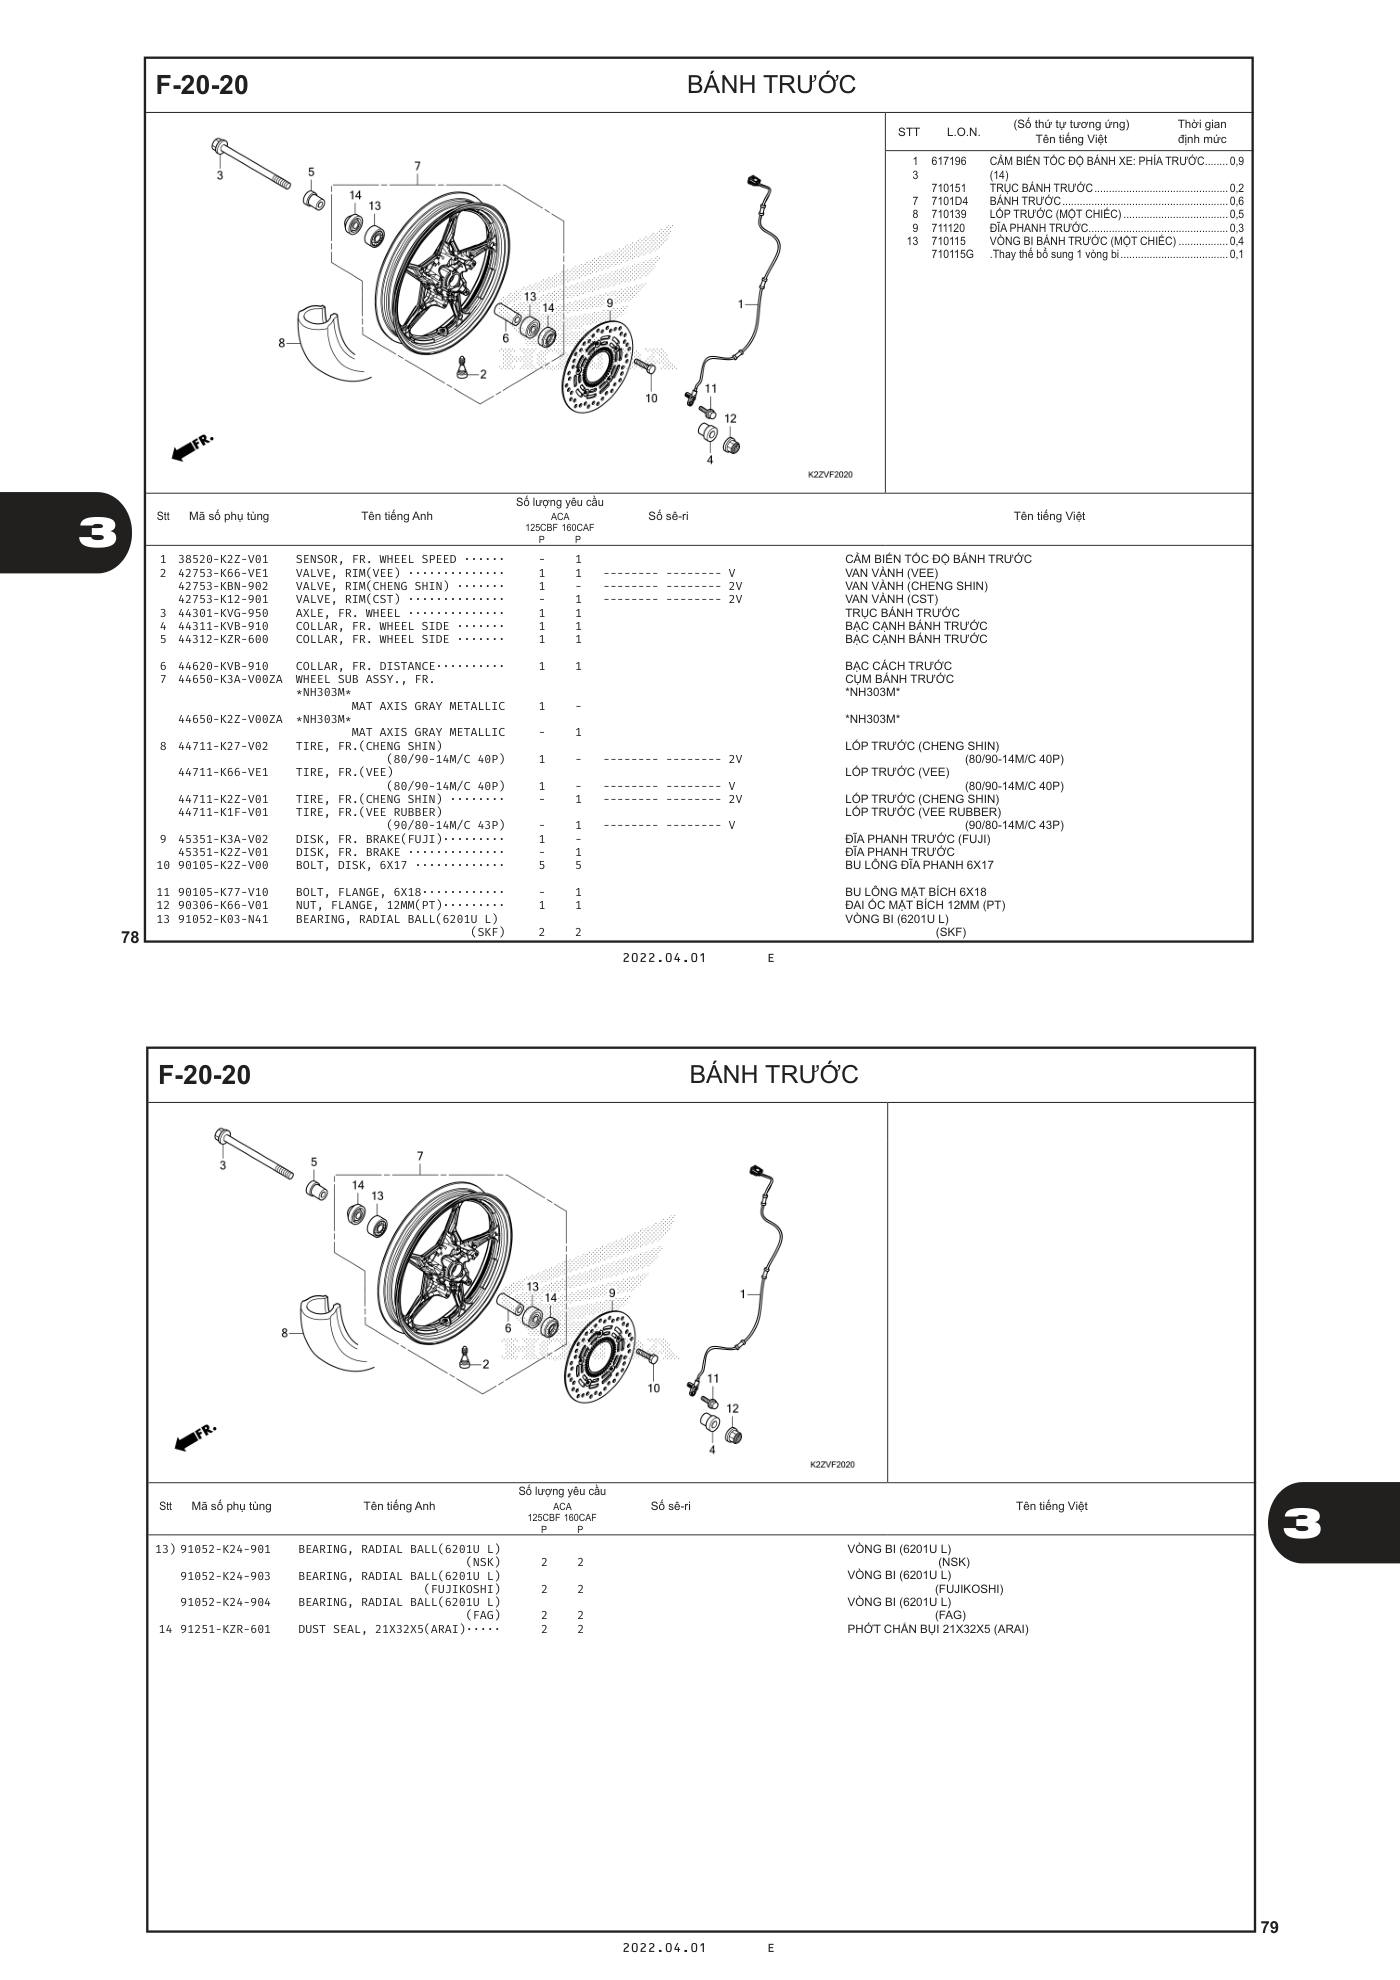 F-20-20
BÁNH TRƯỚC
3
5
7
14
13
1
13
14
9
6
8
2
10
11
12
4
FR.
HONDA
K2ZVF2020
STT L.O.N. (Số thứ tự tương ứng) Tên tiếng Việt Thời gian định mức
1 617196 CẢM BIẾN TỐC ĐỘ BÁNH XE: PHÍA TRƯỚC........0,9
3 (14)
710151 TRỤC BÁNH TRƯỚC..............................................0,2
7 7101D4 BÁNH TRƯỚC.........................................................0,6
8 710139 LỐP TRƯỚC (MỘT CHIẾC)....................................0,5
9 711120 ĐĨA PHANH TRƯỚC................................................0,3
13 710115 VÒNG BI BÁNH TRƯỚC (MỘT CHIẾC).................0,4
710115G .Thay thế bổ sung 1 vòng bi.....................................0,1
3
Stt Mã số phụ tùng Tên tiếng Anh Số lượng yêu cầu Số sê-ri Tên tiếng Việt
ACA
125CBF 160CAF
P P
1 38520-K2Z-V01 SENSOR, FR. WHEEL SPEED ······ - 1 CẢM BIẾN TỐC ĐỘ BÁNH TRƯỚC
2 42753-K66-VE1 VALVE, RIM(VEE) ·············· 1 1 -------- -------- V VAN VÀNH (VEE)
42753-KBN-902 VALVE, RIM(CHENG SHIN) ······· 1 - -------- -------- 2V VAN VÀNH (CHENG SHIN)
42753-K12-901 VALVE, RIM(CST) ·············· - 1 -------- -------- 2V VAN VÀNH (CST)
3 44301-KVG-950 AXLE, FR. WHEEL ·············· 1 1 TRỤC BÁNH TRƯỚC
4 44311-KVB-910 COLLAR, FR. WHEEL SIDE ······· 1 1 BẠC CẠNH BÁNH TRƯỚC
5 44312-KZR-600 COLLAR, FR. WHEEL SIDE ······· 1 1 BẠC CẠNH BÁNH TRƯỚC
6 44620-KVB-910 COLLAR, FR. DISTANCE·········· 1 1 BẠC CÁCH TRƯỚC
7 44650-K3A-V00ZA WHEEL SUB ASSY., FR. CỤM BÁNH TRƯỚC
*NH303M* *NH303M*
MAT AXIS GRAY METALLIC 1 -
44650-K2Z-V00ZA *NH303M* *NH303M*
MAT AXIS GRAY METALLIC - 1
8 44711-K27-V02 TIRE, FR.(CHENG SHIN) LỐP TRƯỚC (CHENG SHIN)
(80/90-14M/C 40P) 1 - -------- -------- 2V (80/90-14M/C 40P)
44711-K66-VE1 TIRE, FR.(VEE) LỐP TRƯỚC (VEE)
(80/90-14M/C 40P) 1 - -------- -------- V (80/90-14M/C 40P)
44711-K2Z-V01 TIRE, FR.(CHENG SHIN) ········ - 1 -------- -------- 2V LỐP TRƯỚC (CHENG SHIN)
44711-K1F-V01 TIRE, FR.(VEE RUBBER) LỐP TRƯỚC (VEE RUBBER)
(90/80-14M/C 43P) - 1 -------- -------- V (90/80-14M/C 43P)
9 45351-K3A-V02 DISK, FR. BRAKE(FUJI)········· 1 - ĐĨA PHANH TRƯỚC (FUJI)
45351-K2Z-V01 DISK, FR. BRAKE ·············· - 1 ĐĨA PHANH TRƯỚC
10 90105-K2Z-V00 BOLT, DISK, 6X17 ············· 5 5 BU LÔNG ĐĨA PHANH 6X17
11 90105-K77-V10 BOLT, FLANGE, 6X18············ - 1 BU LÔNG MẶT BÍCH 6X18
12 90306-K66-V01 NUT, FLANGE, 12MM(PT)········· 1 1 ĐAI ỐC MẶT BÍCH 12MM (PT)
13 91052-K03-N41 BEARING, RADIAL BALL(6201U L) VÒNG BI (6201U L)
(SKF) 2 2 (SKF)
78
2022.04.01 E
F-20-20
BÁNH TRƯỚC
3
5
7
14
13
1
13
14
9
6
8
2
10
11
12
4
FR.
HONDA
K2ZVF2020
3
Stt Mã số phụ tùng Tên tiếng Anh Số lượng yêu cầu Số sê-ri Tên tiếng Việt
ACA
125CBF 160CAF
P P
13) 91052-K24-901 BEARING, RADIAL BALL(6201U L) VÒNG BI (6201U L)
(NSK) 2 2 (NSK)
91052-K24-903 BEARING, RADIAL BALL(6201U L) VÒNG BI (6201U L)
(FUJIKOSHI) 2 2 (FUJIKOSHI)
91052-K24-904 BEARING, RADIAL BALL(6201U L) VÒNG BI (6201U L)
(FAG) 2 2 (FAG)
14 91251-KZR-601 DUST SEAL, 21X32X5(ARAI)····· 2 2 PHỚT CHẮN BỤI 21X32X5 (ARAI)
79
2022.04.01 E